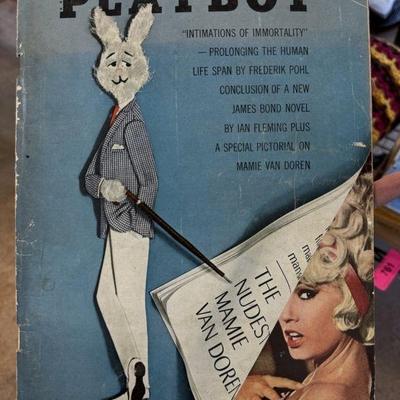 PLAYBOY
"INTIMATIONS OF IMMORTALITY"
— PROLONGING THE HUMAN
LIFE SPAN BY FREDERIK POHL
CONCLUSION OF A NEW
JAMES BOND NOVEL
BY IAN FLEMING PLUS
A SPECIAL PICTORIAL ON
MAMIE VAN DOREN
THE
NUDEST
MAMIE
VAN DOREN
701